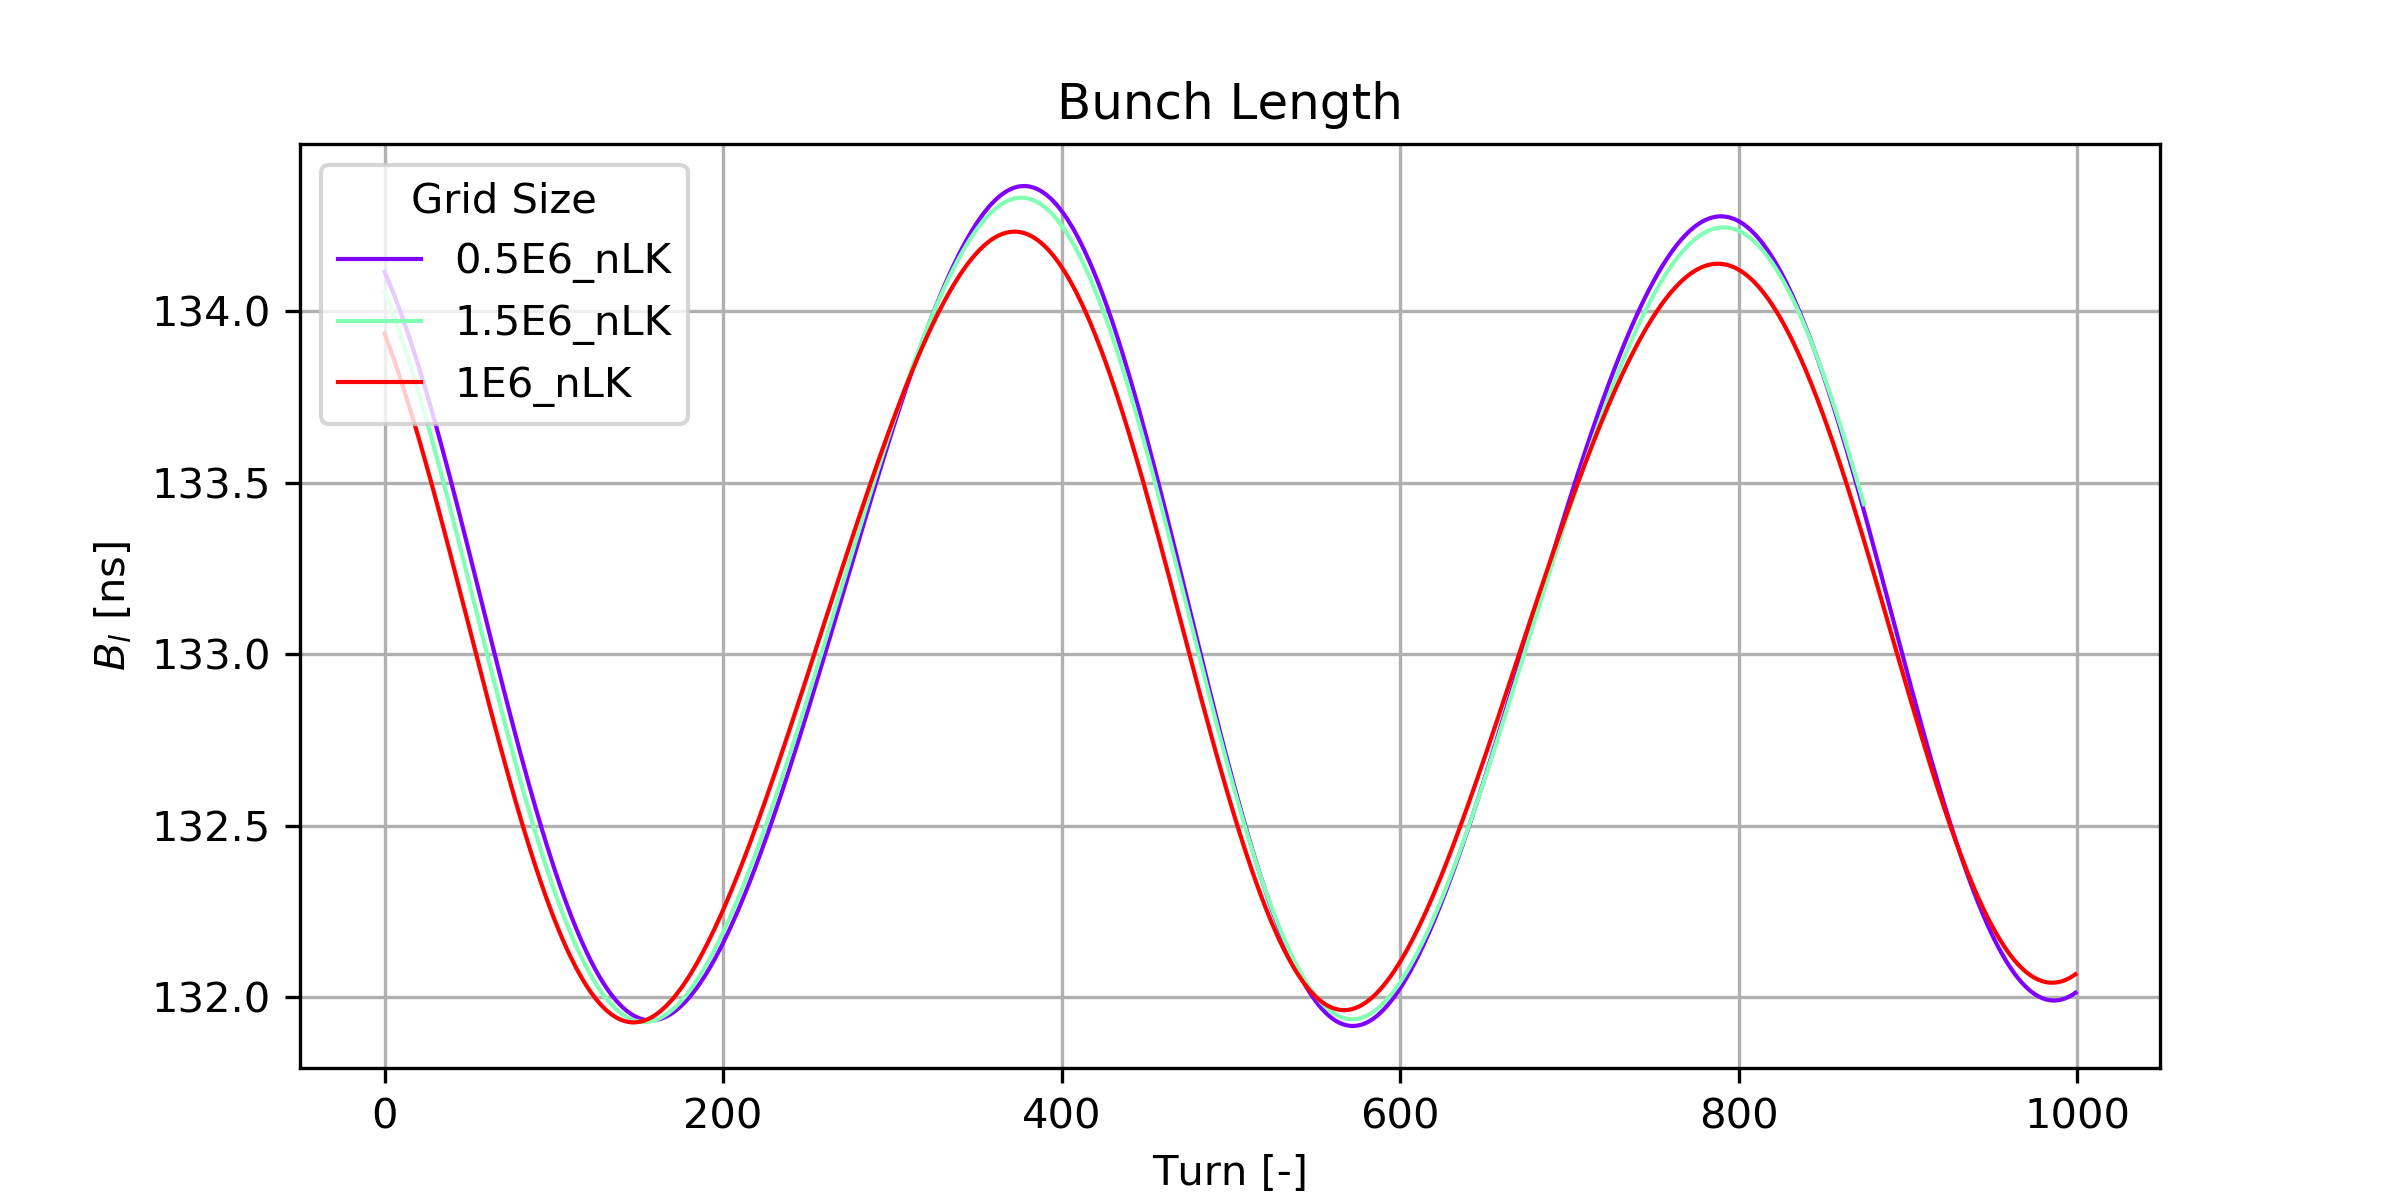 Bunch Length
Grid Size
0.5E6_nLK
1.5E6_nLK
1E6_nLK
134.0
133.5
133.0
132.5
132.0
B_l [ns]
0 200 400 600 800 1000
Turn [-]